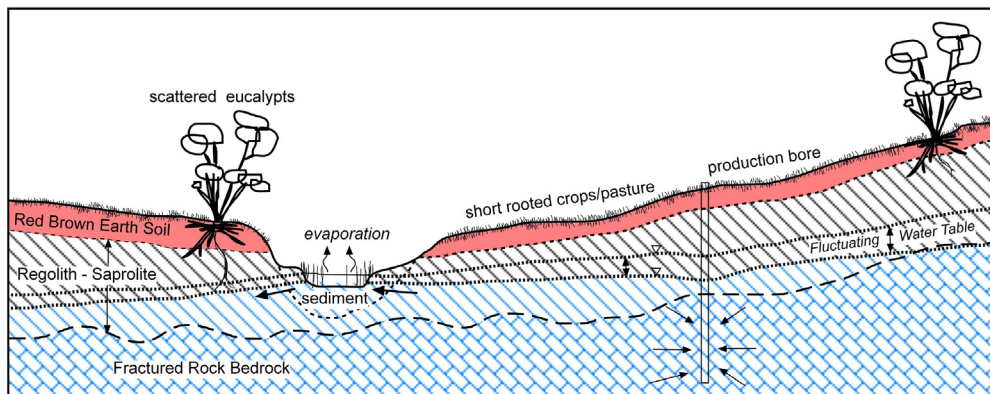 scattered eucalypts
production bore
short rooted crops/pasture
Red Brown Earth Soil
evaporation
Fluctuating Water Table
Regolith - Saprolite
sediment
Fractured Rock Bedrock